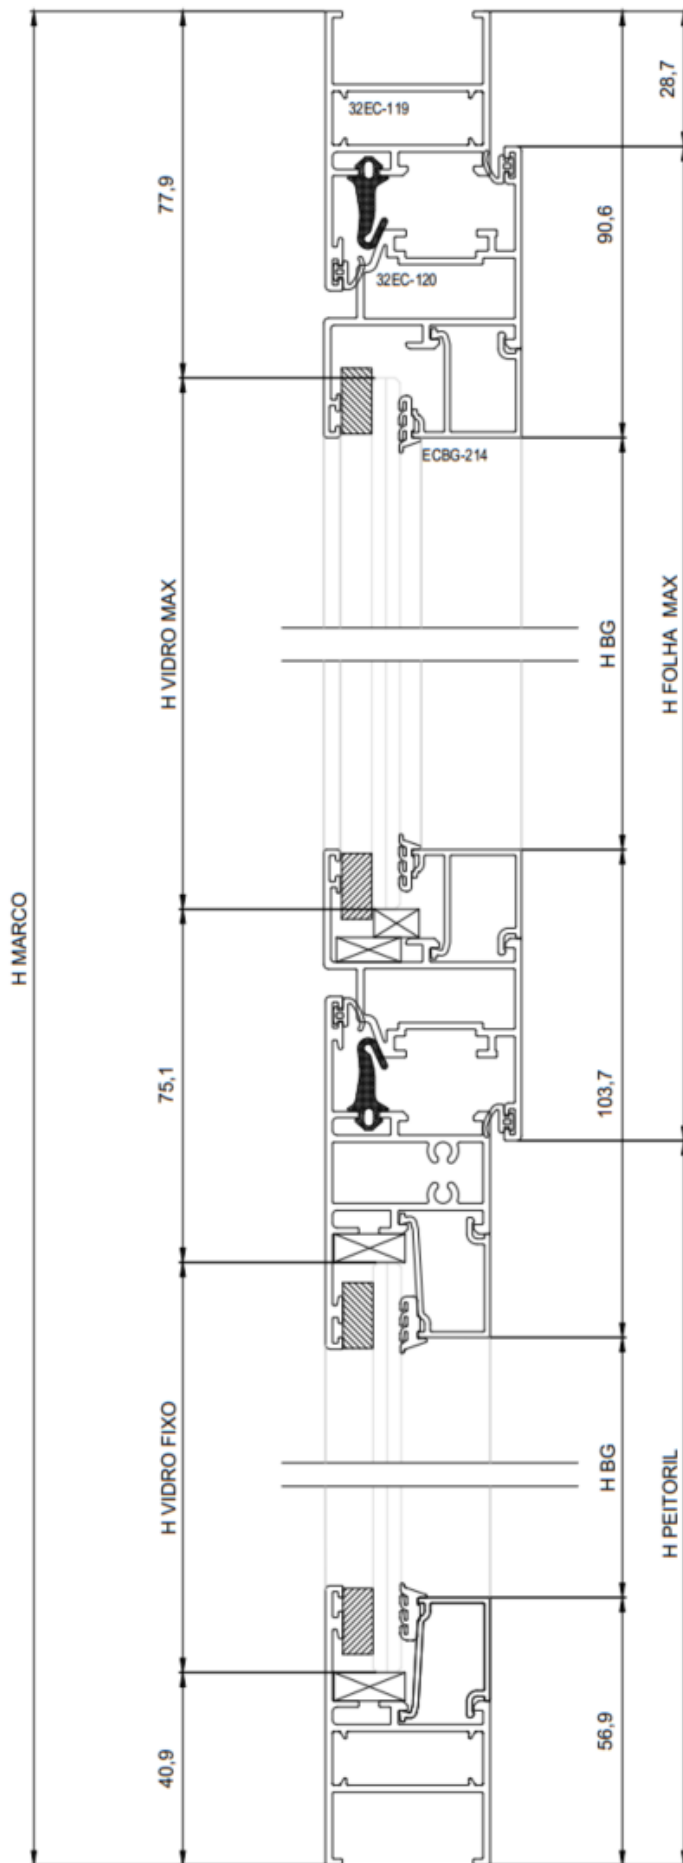 28,7
32EC-119
77,9
90,6
32EC-120
ECBG-214
H VIDRO MAX
H BG
H FOLHA  MAX
H MARCO
75,1
103,7
H VIDRO FIXO
H BG
H PEITORIL
40,9
56,9